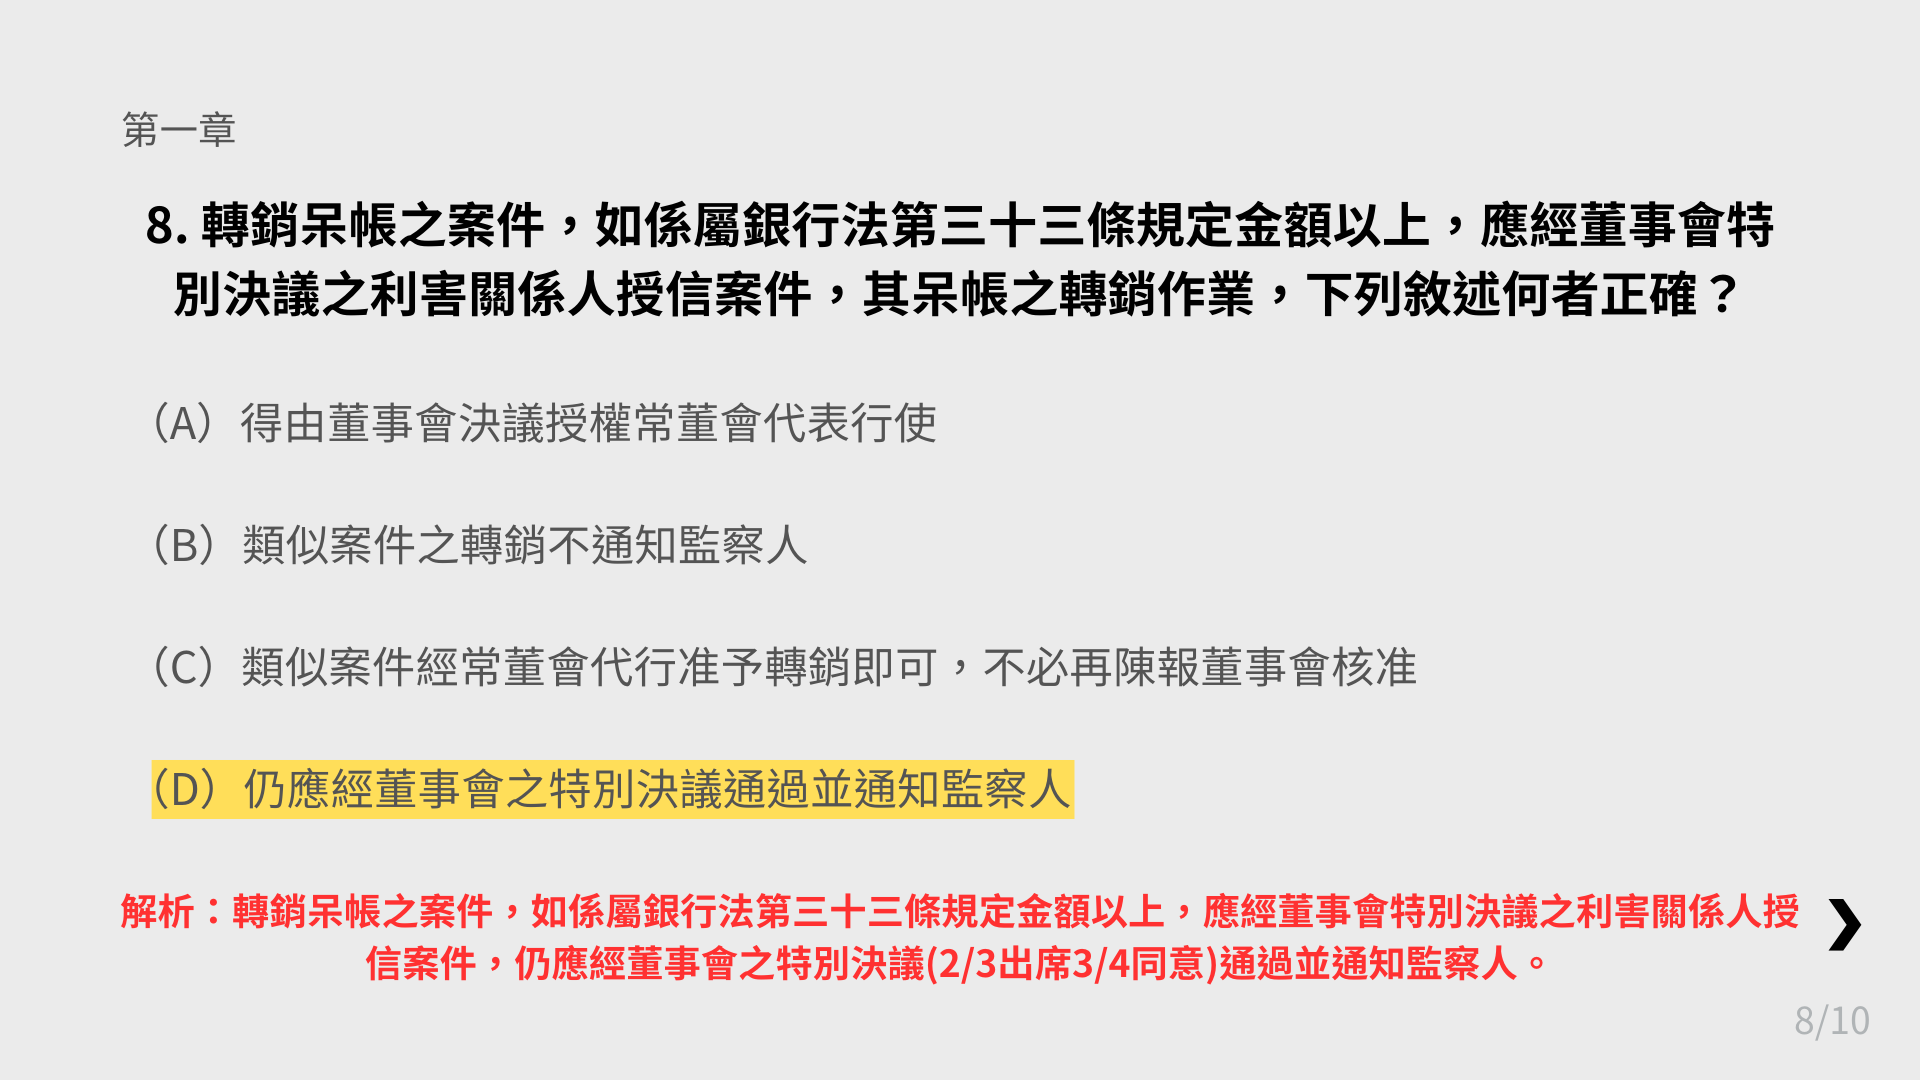 第一章
8. 轉銷呆帳之案件，如係屬銀行法第三十三條規定金額以上，應經董事會特
別決議之利害關係人授信案件，其呆帳之轉銷作業，下列敘述何者正確？
（A）得由董事會決議授權常董會代表行使
（B）類似案件之轉銷不通知監察人
（C）類似案件經常董會代行准予轉銷即可，不必再陳報董事會核准
（D）仍應經董事會之特別決議通過並通知監察人
解析：轉銷呆帳之案件，如係屬銀行法第三十三條規定金額以上，應經董事會特別決議之利害關係人授
信案件，仍應經董事會之特別決議(2/3出席3/4同意)通過並通知監察人。
8/10